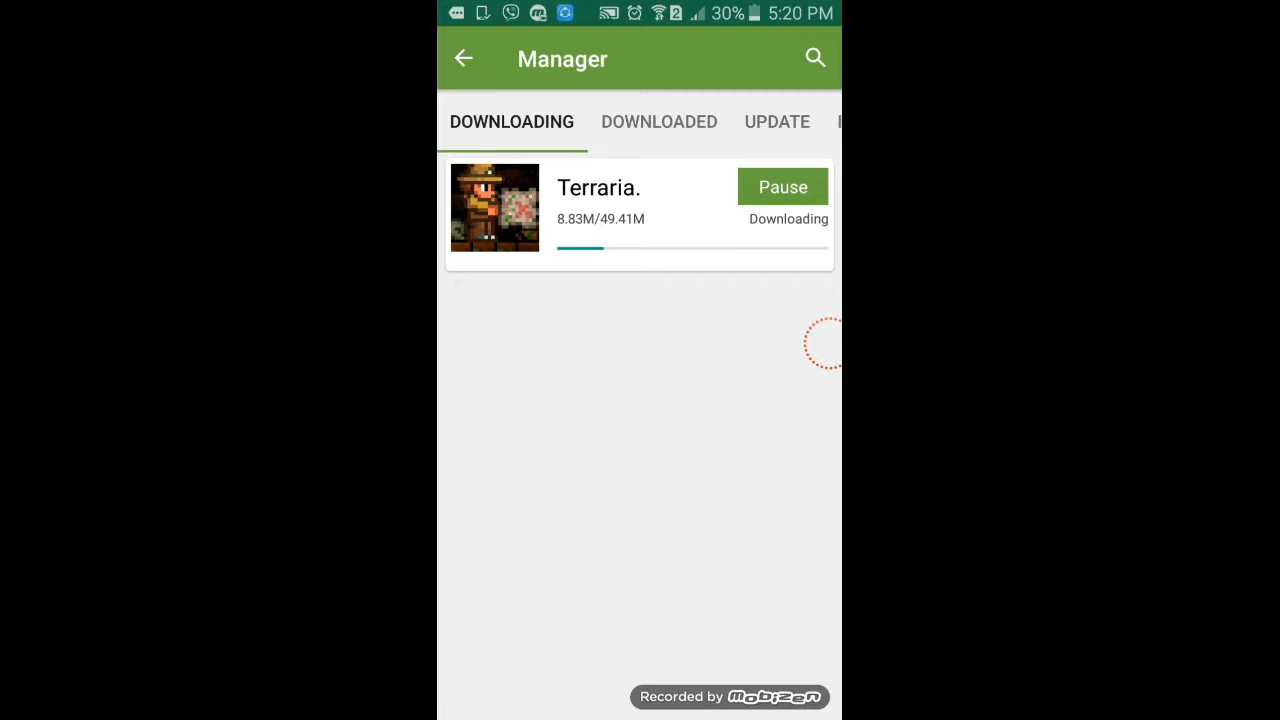 30% 5:20 PM
Manager
DOWNLOADING DOWNLOADED UPDATE
Terraria.
Pause
8.83M/49.41M
Downloading
Recorded by mobizen